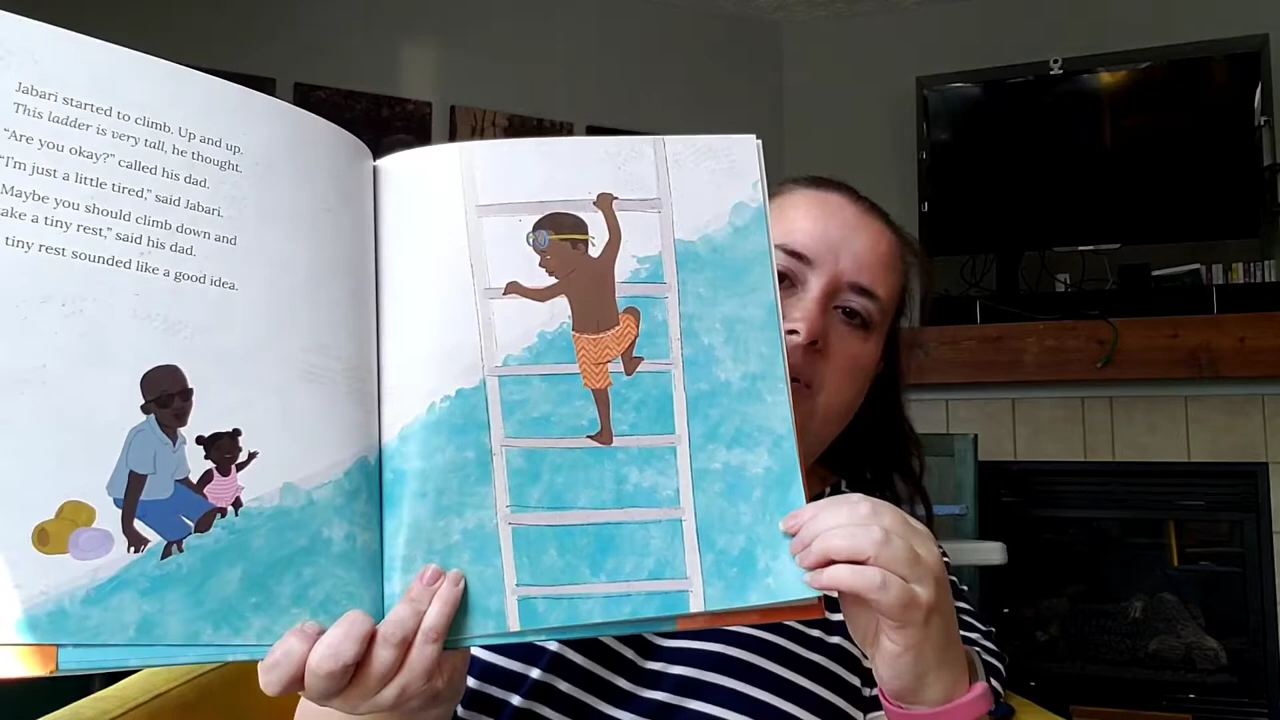 Jabari started to climb. Up and up.
This ladder is very tall, he thought.
"Are you okay?" called his dad.
"I'm just a little tired," said Jabari.
Maybe you should climb down and
take a tiny rest," said his dad.
tiny rest sounded like a good idea.